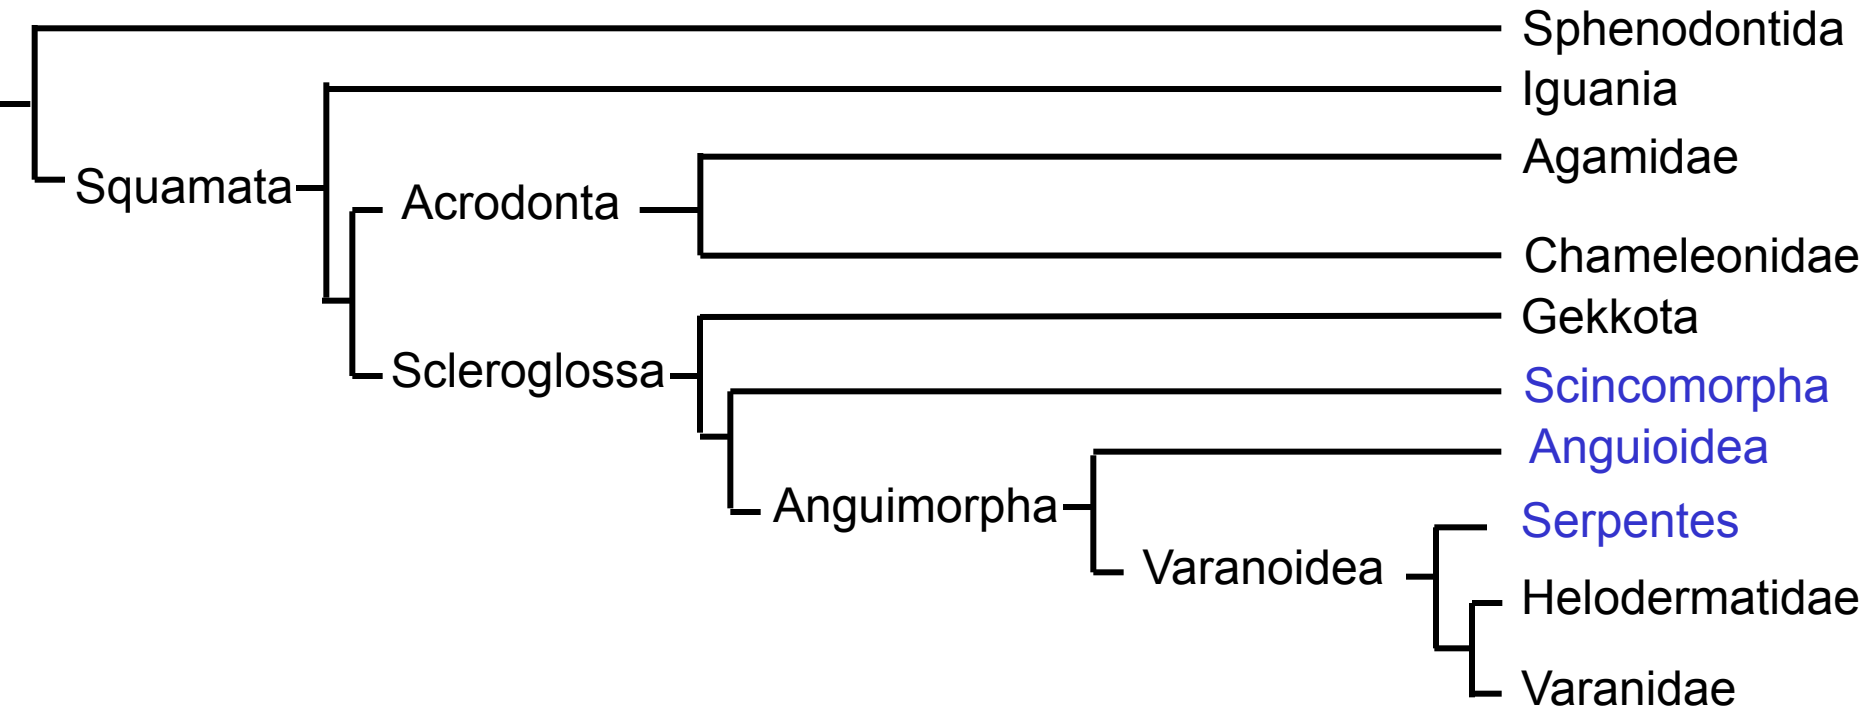 Sphenodontida
Iguania
Agamidae
Squamata
Acrodonta
Chameleonidae
Gekkota
Scleroglossa
Scincomorpha
Anguioidea
Anguimorpha
Serpentes
Varanoidea
Helodermatidae
Varanidae